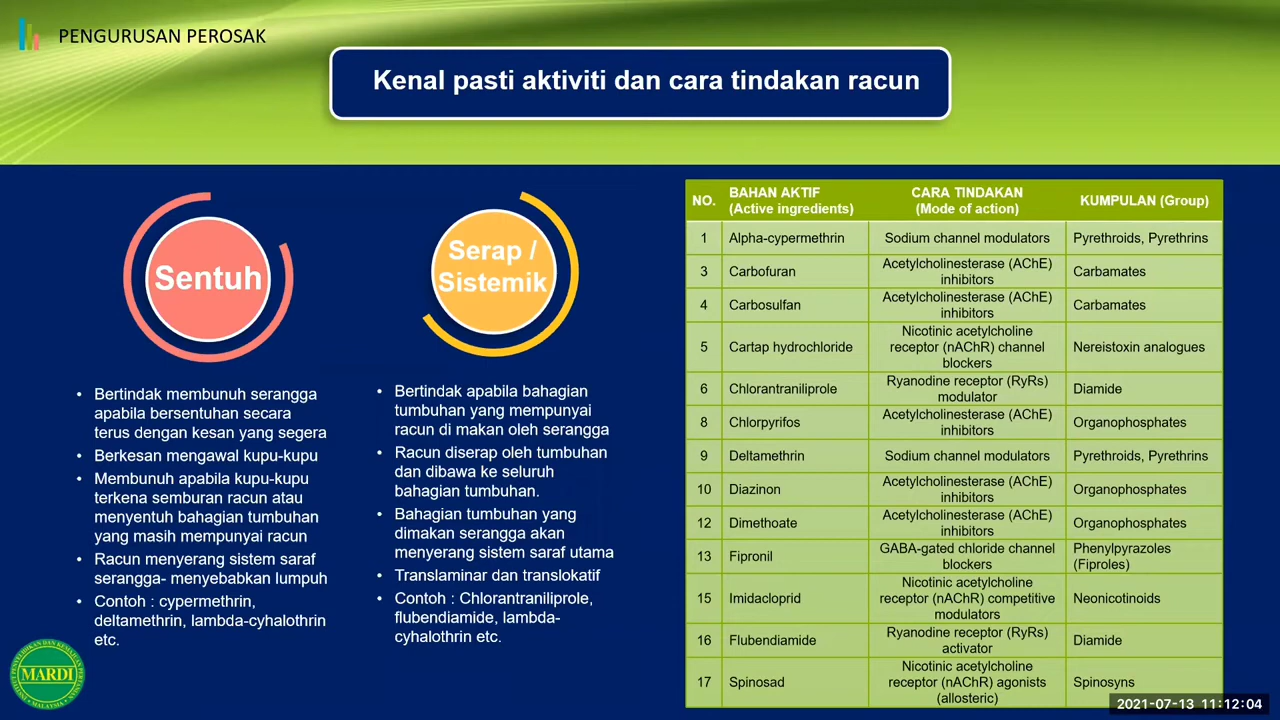 PENGURUSAN PEROSAK
Kenal pasti aktiviti dan cara tindakan racun
Sentuh
• Bertindak membunuh serangga
apabila bersentuhan secara
terus dengan kesan yang segera
• Berkesan mengawal kupu-kupu
• Membunuh apabila kupu-kupu
terkena semburan racun atau
menyentuh bahagian tumbuhan
yang masih mempunyai racun
• Racun menyerang sistem saraf
serangga- menyebabkan lumpuh
• Contoh : cypermethrin,
deltamethrin, lambda-cyhalothrin
etc.
Serap /
Sistemik
• Bertindak apabila bahagian
tumbuhan yang mempunyai
racun di makan oleh serangga
• Racun diserap oleh tumbuhan
dan dibawa ke seluruh
bahagian tumbuhan.
• Bahagian tumbuhan yang
dimakan serangga akan
menyerang sistem saraf utama
• Translaminar dan translokatif
• Contoh : Chlorantraniliprole,
flubendiamide, lambda-
cyhalothrin etc.
NO. BAHAN AKTIF (Active ingredients) CARA TINDAKAN (Mode of action) KUMPULAN (Group)
1 Alpha-cypermethrin Sodium channel modulators Pyrethroids, Pyrethrins
3 Carbofuran Acetylcholinesterase (AChE) inhibitors Carbamates
4 Carbosulfan Acetylcholinesterase (AChE) inhibitors Carbamates
5 Cartap hydrochloride Nicotinic acetylcholine receptor (nAChR) channel blockers Nereistoxin analogues
6 Chlorantraniliprole Ryanodine receptor (RyRs) modulator Diamide
8 Chlorpyrifos Acetylcholinesterase (AChE) inhibitors Organophosphates
9 Deltamethrin Sodium channel modulators Pyrethroids, Pyrethrins
10 Diazinon Acetylcholinesterase (AChE) inhibitors Organophosphates
12 Dimethoate Acetylcholinesterase (AChE) inhibitors Organophosphates
13 Fipronil GABA-gated chloride channel blockers Phenylpyrazoles (Fiproles)
15 Imidacloprid Nicotinic acetylcholine receptor (nAChR) competitive modulators Neonicotinoids
16 Flubendiamide Ryanodine receptor (RyRs) activator Diamide
17 Spinosad Nicotinic acetylcholine receptor (nAChR) agonists (allosteric) Spinosyns
MARDI
2021-07-13 11:12:04